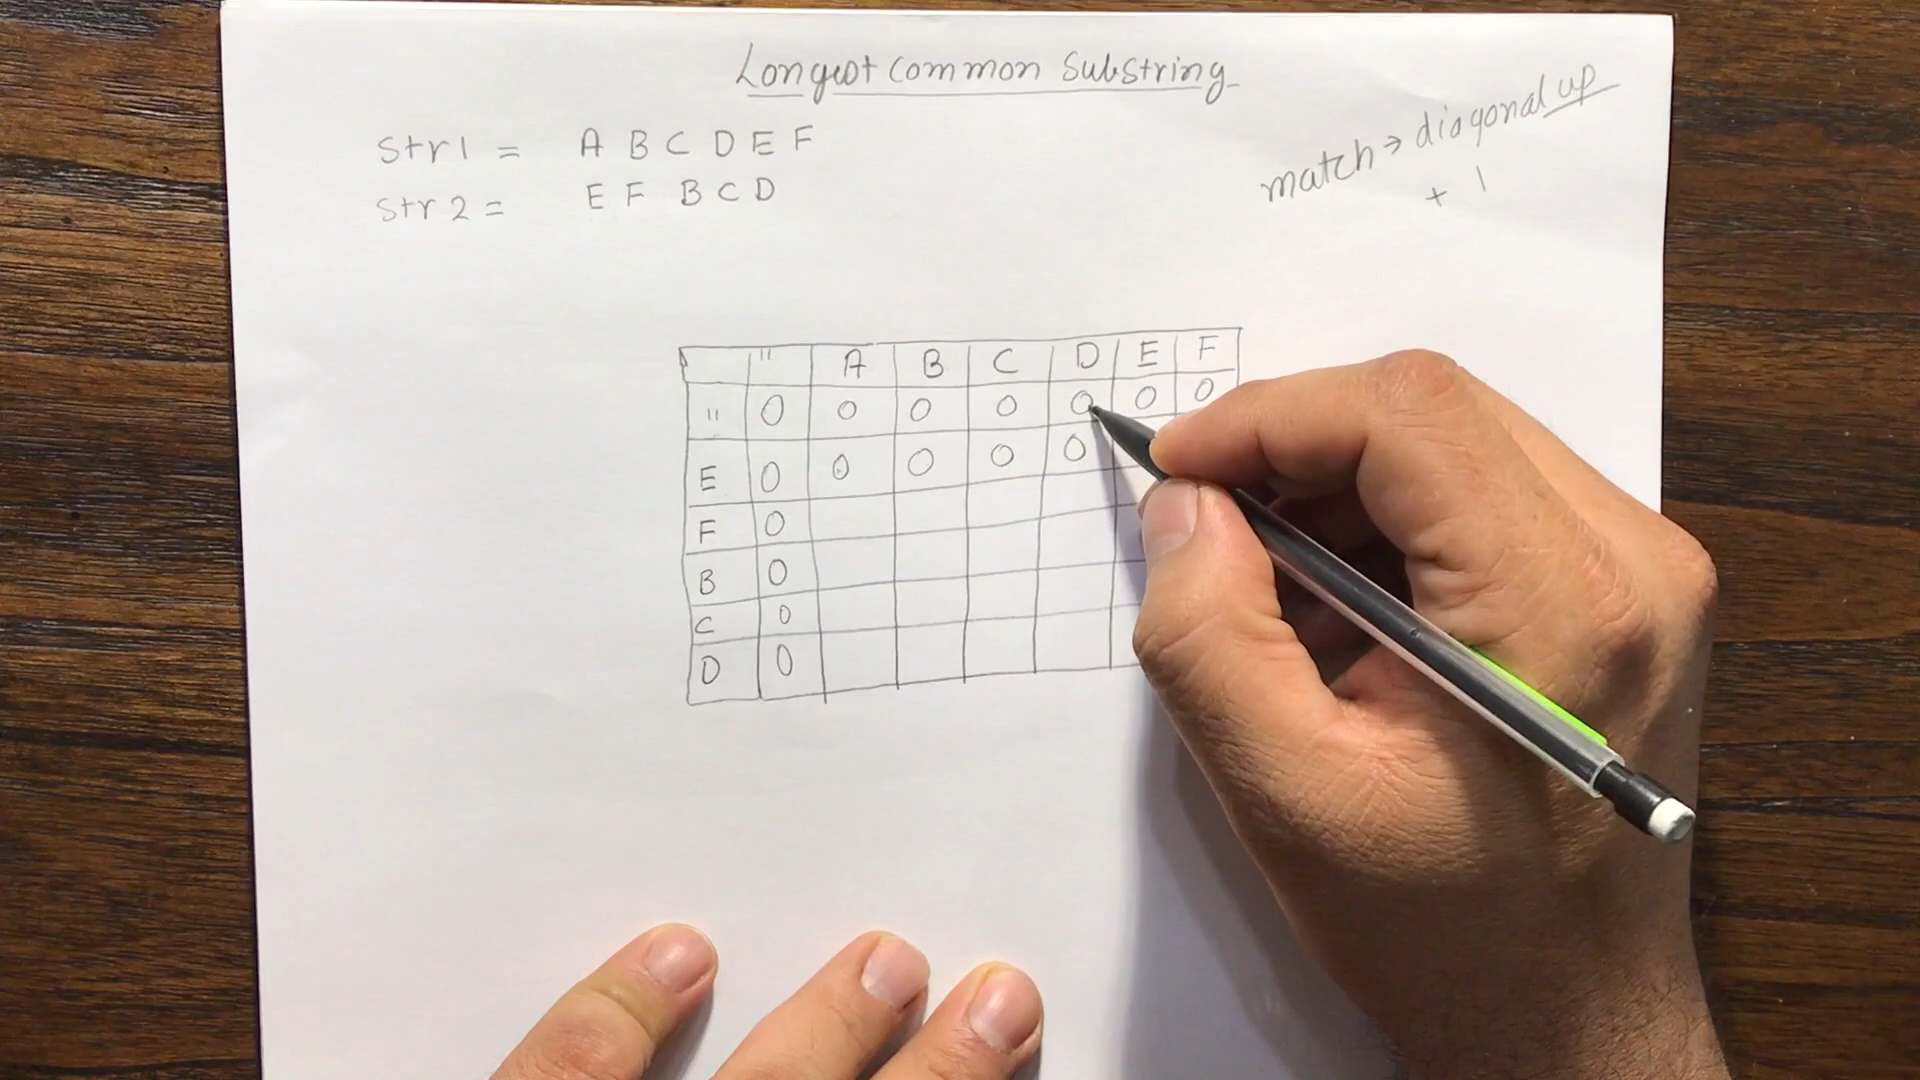 Longest common Substring
Str1 = A B C D E F
Str2 = E F B C D
match → diagonal up
+ 1
" A B C D E F
" 0 0 0 0 0 0 0
E 0 0 0 0 0
F 0
B 0
C 0
D 0